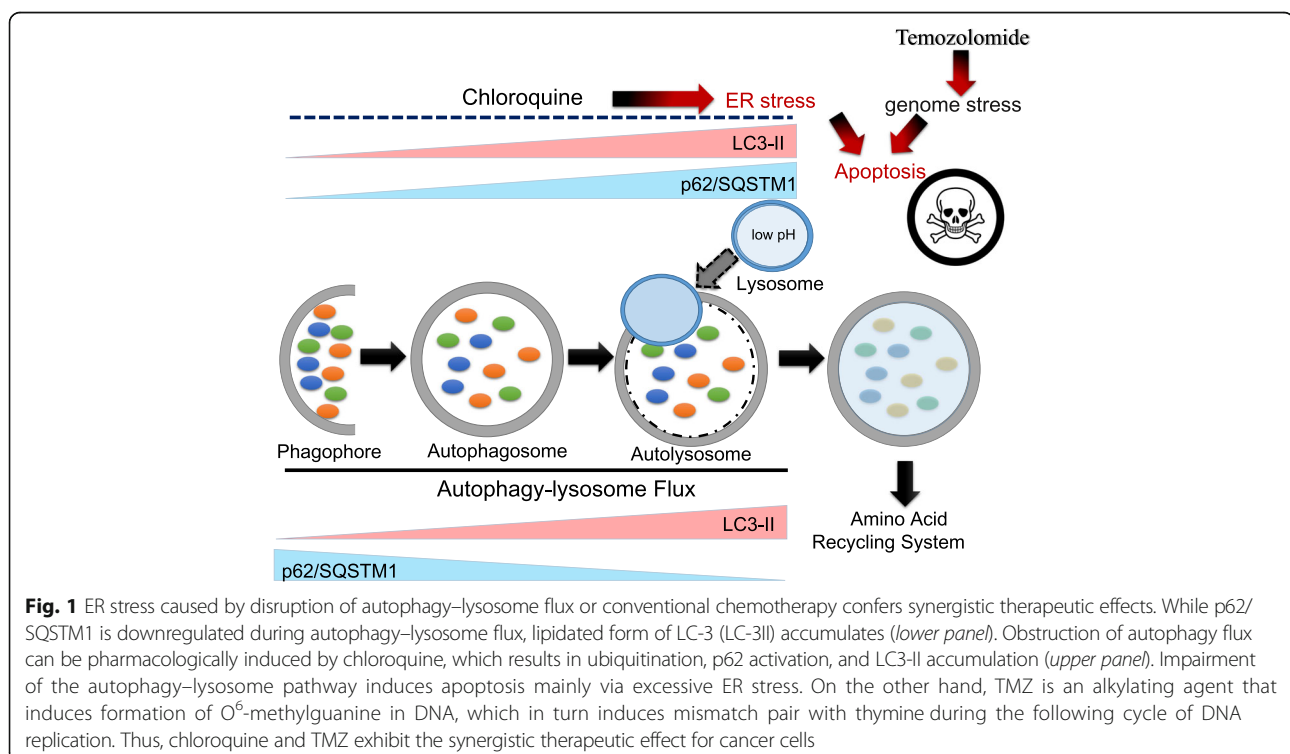 Temozolomide
Chloroquine
ER stress
genome stress
LC3-II
Apoptosis
p62/SQSTM1
low pH
Lysosome
Phagophore
Autophagosome
Autolysosome
Autophagy-lysosome Flux
LC3-II
Amino Acid
Recycling System
p62/SQSTM1
Fig. 1 ER stress caused by disruption of autophagy–lysosome flux or conventional chemotherapy confers synergistic therapeutic effects. While p62/
SQSTM1 is downregulated during autophagy–lysosome flux, lipidated form of LC-3 (LC-3II) accumulates (lower panel). Obstruction of autophagy flux
can be pharmacologically induced by chloroquine, which results in ubiquitination, p62 activation, and LC3-II accumulation (upper panel). Impairment
of the autophagy–lysosome pathway induces apoptosis mainly via excessive ER stress. On the other hand, TMZ is an alkylating agent that
induces formation of O⁶-methylguanine in DNA, which in turn induces mismatch pair with thymine during the following cycle of DNA
replication. Thus, chloroquine and TMZ exhibit the synergistic therapeutic effect for cancer cells